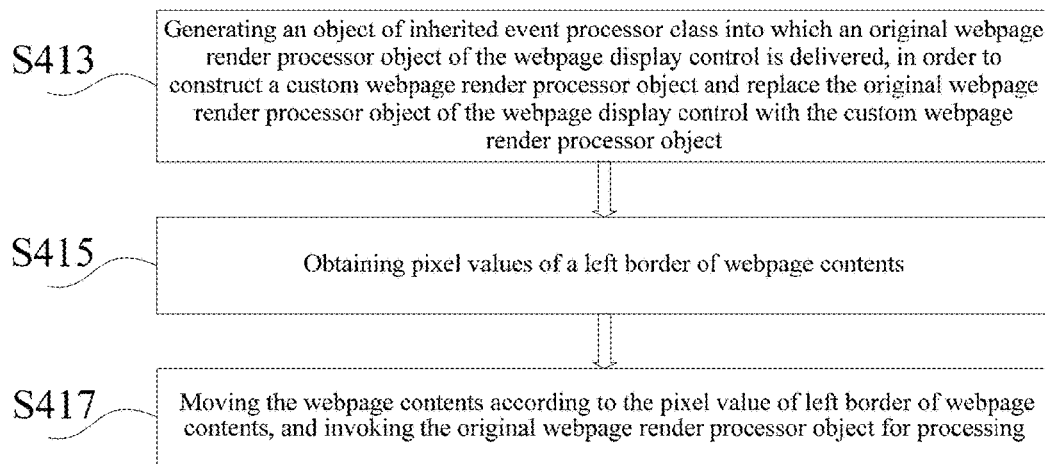 S413
Generating an object of inherited event processor class into which an original webpage
render processor object of the webpage display control is delivered, in order to
construct a custom webpage render processor object and replace the original webpage
render processor object of the webpage display control with the custom webpage
render processor object
S415
Obtaining pixel values of a left border of webpage contents
S417
Moving the webpage contents according to the pixel value of left border of webpage
contents, and invoking the original webpage render processor object for processing